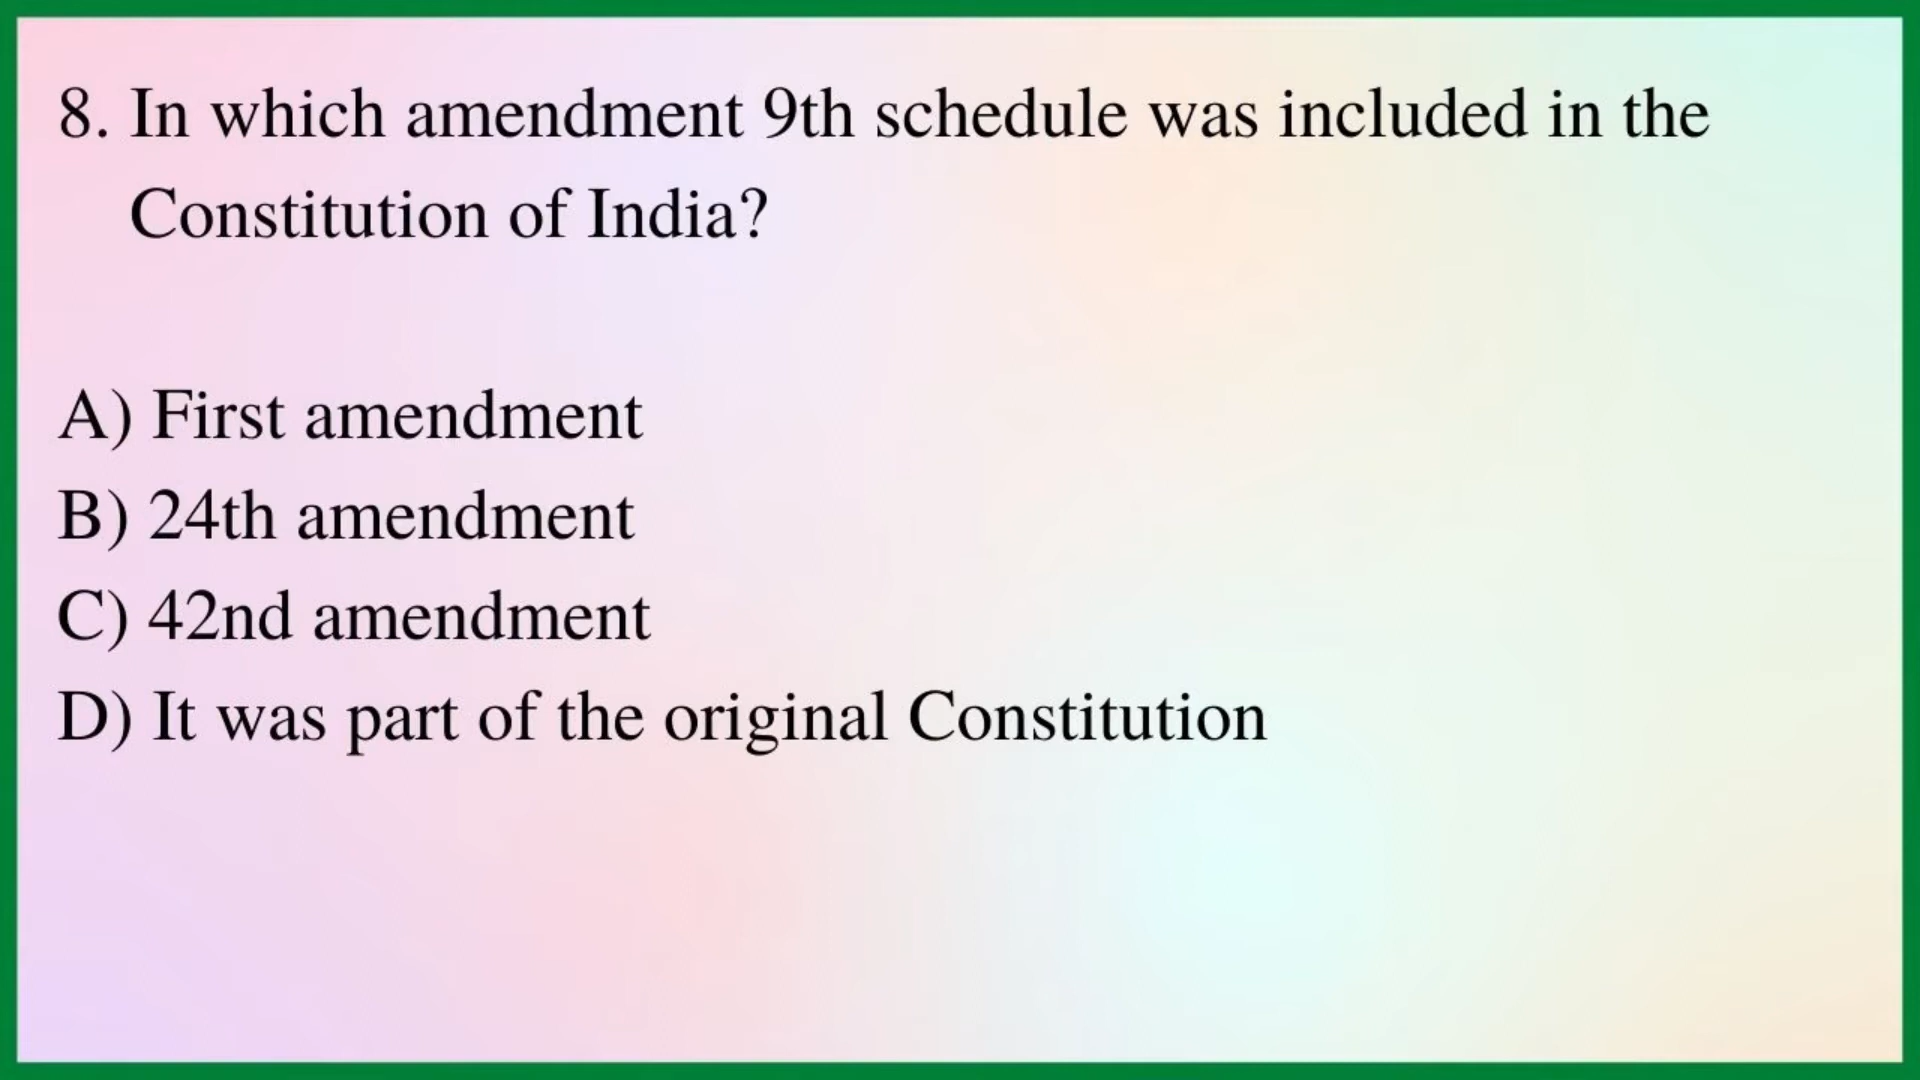 8. In which amendment 9th schedule was included in the
Constitution of India?
A) First amendment
B) 24th amendment
C) 42nd amendment
D) It was part of the original Constitution